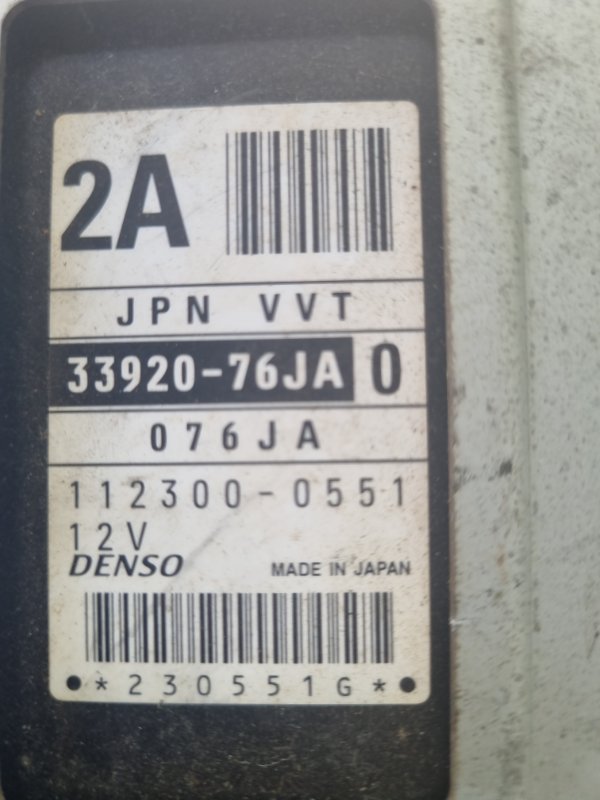 2A
JPN VVT
33920-76JA 0
076JA
112300-0551
12V
DENSO MADE IN JAPAN
*230551G*